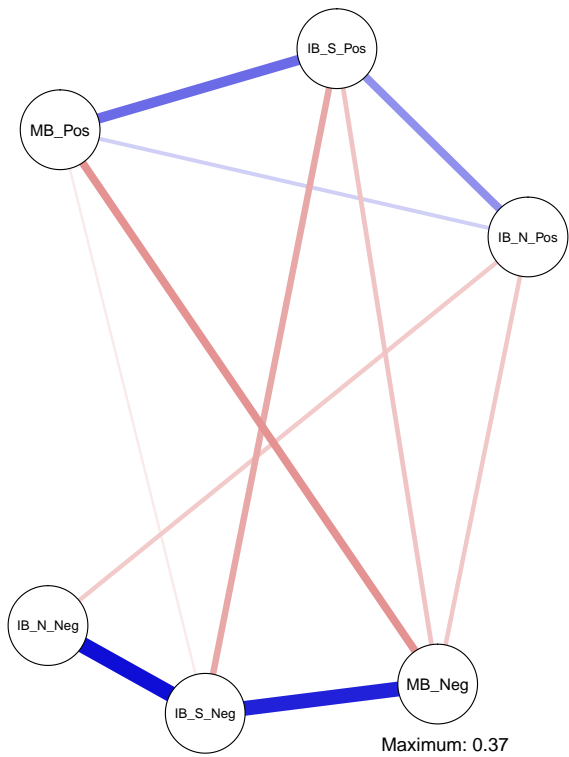 IB_S_Pos
MB_Pos
IB_N_Pos
IB_N_Neg
MB_Neg
IB_S_Neg
Maximum: 0.37